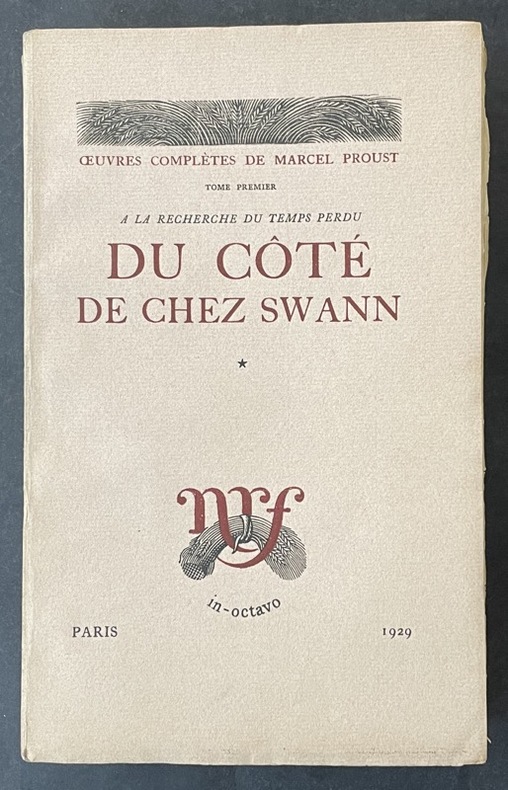 ŒUVRES COMPLÈTES DE MARCEL PROUST
TOME PREMIER
A LA RECHERCHE DU TEMPS PERDU
DU CÔTÉ
DE CHEZ SWANN
★
nrf
in-octavo
PARIS 1929